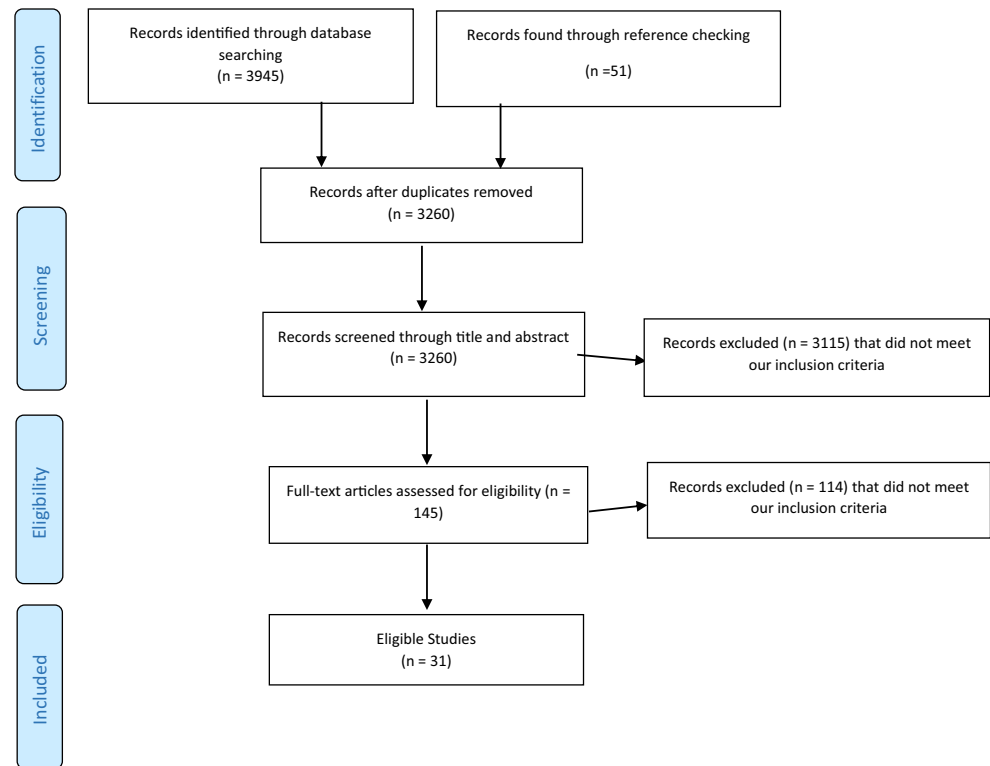 Identification
Records identified through database
searching
(n = 3945)
Records found through reference checking
(n =51)
Records after duplicates removed
(n = 3260)
Screening
Records screened through title and abstract
(n = 3260)
Records excluded (n = 3115) that did not meet
our inclusion criteria
Eligibility
Full-text articles assessed for eligibility (n =
145)
Records excluded (n = 114) that did not meet
our inclusion criteria
Included
Eligible Studies
(n = 31)